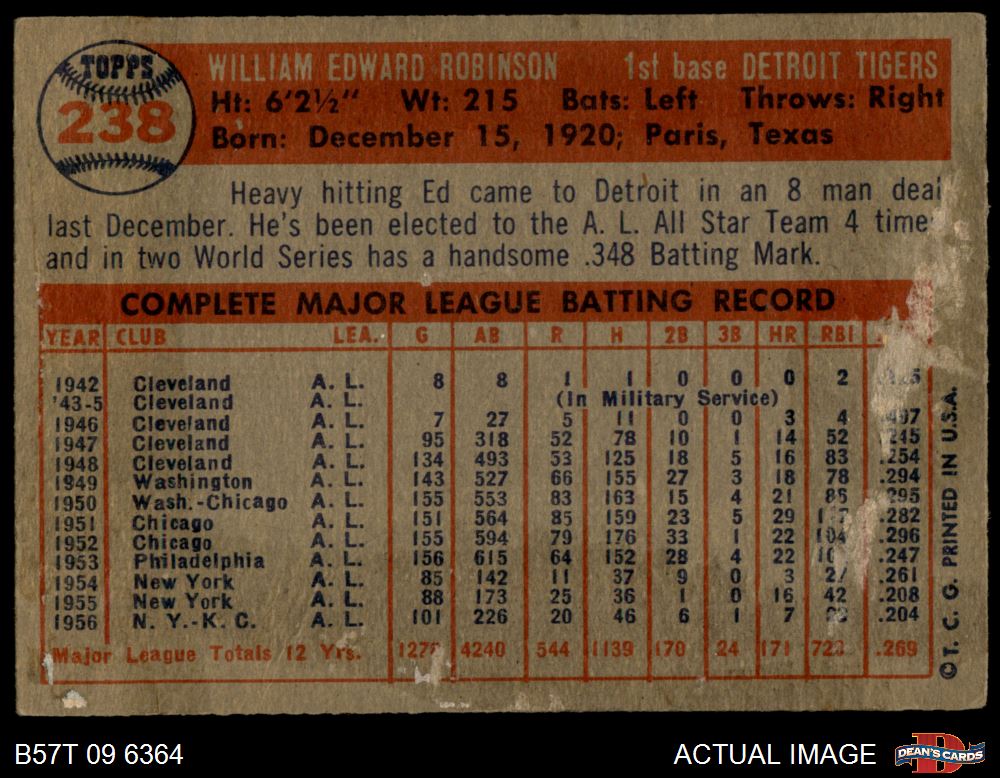 TOPPS
238
WILLIAM EDWARD ROBINSON 1st base DETROIT TIGERS
Ht: 6'2½" Wt: 215 Bats: Left Throws: Right
Born: December 15, 1920; Paris, Texas
Heavy hitting Ed came to Detroit in an 8 man deal
last December. He's been elected to the A. L. All Star Team 4 time
and in two World Series has a handsome .348 Batting Mark.
COMPLETE MAJOR LEAGUE BATTING RECORD
YEAR CLUB LEA. G AB R H 2B 3B HR RBI
1942 Cleveland A. L. 8 8 1 1 0 0 0 2
'43-5 Cleveland A. L. (In Military Service)
1946 Cleveland A. L. 7 27 5 11 0 0 3 4
1947 Cleveland A. L. 95 318 52 78 10 1 14 52 .245
1948 Cleveland A. L. 134 493 53 125 18 5 16 83 .254
1949 Washington A. L. 143 527 66 155 27 3 18 78 .294
1950 Wash.-Chicago A. L. 155 553 83 163 15 4 21 86 .295
1951 Chicago A. L. 151 564 85 159 23 5 29 .282
1952 Chicago A. L. 155 594 79 176 33 1 22 104 .296
1953 Philadelphia A. L. 156 615 64 152 28 4 22 .247
1954 New York A. L. 85 142 11 37 9 0 3 27 .261
1955 New York A. L. 88 173 25 36 1 0 16 42 .208
1956 N. Y.-K. C. A. L. 101 226 20 46 6 1 7 .204
Major League Totals 12 Yrs. 4240 544 1139 170 24 171 .269
©T. C. G. PRINTED IN U.S.A.
B57T 09 6364 ACTUAL IMAGE DEAN'S CARDS